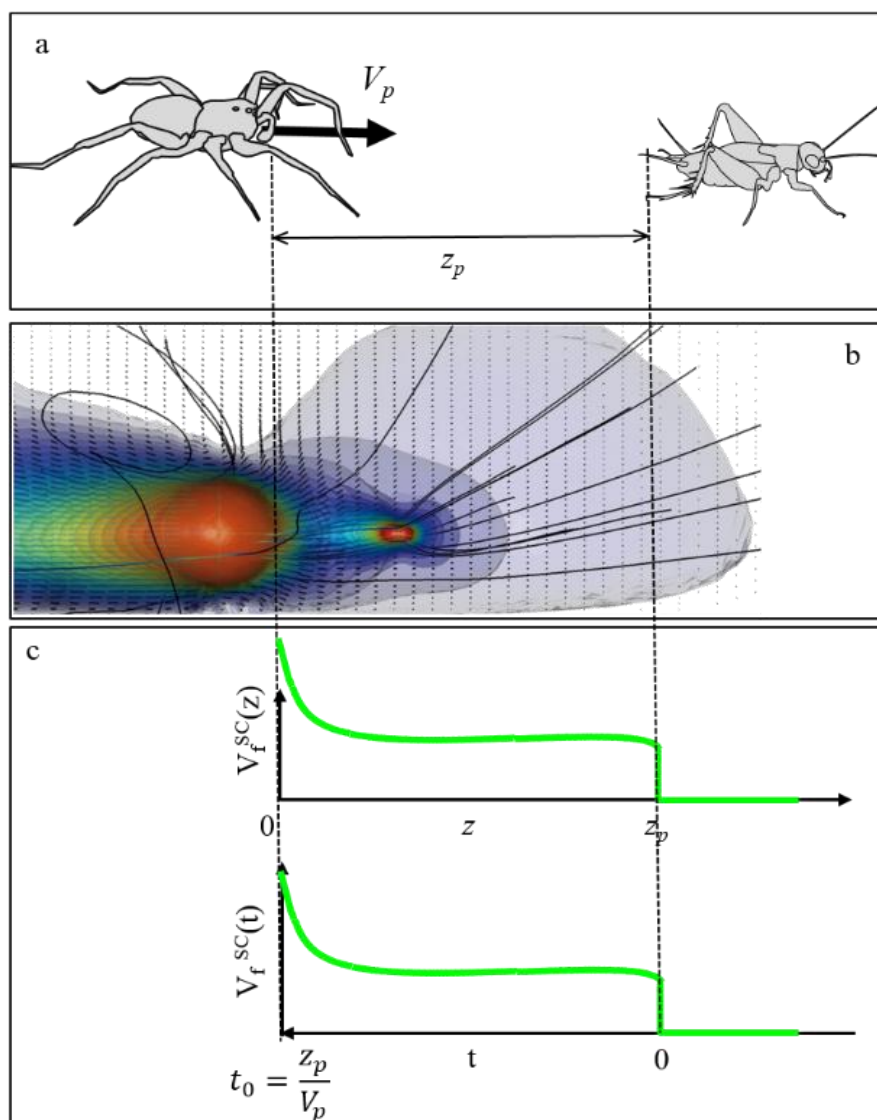 a
V_p
z_p
b
c
V_f^SC(z)
0 z z_p
V_f^SC(t)
t 0
t_0 = z_p/V_p